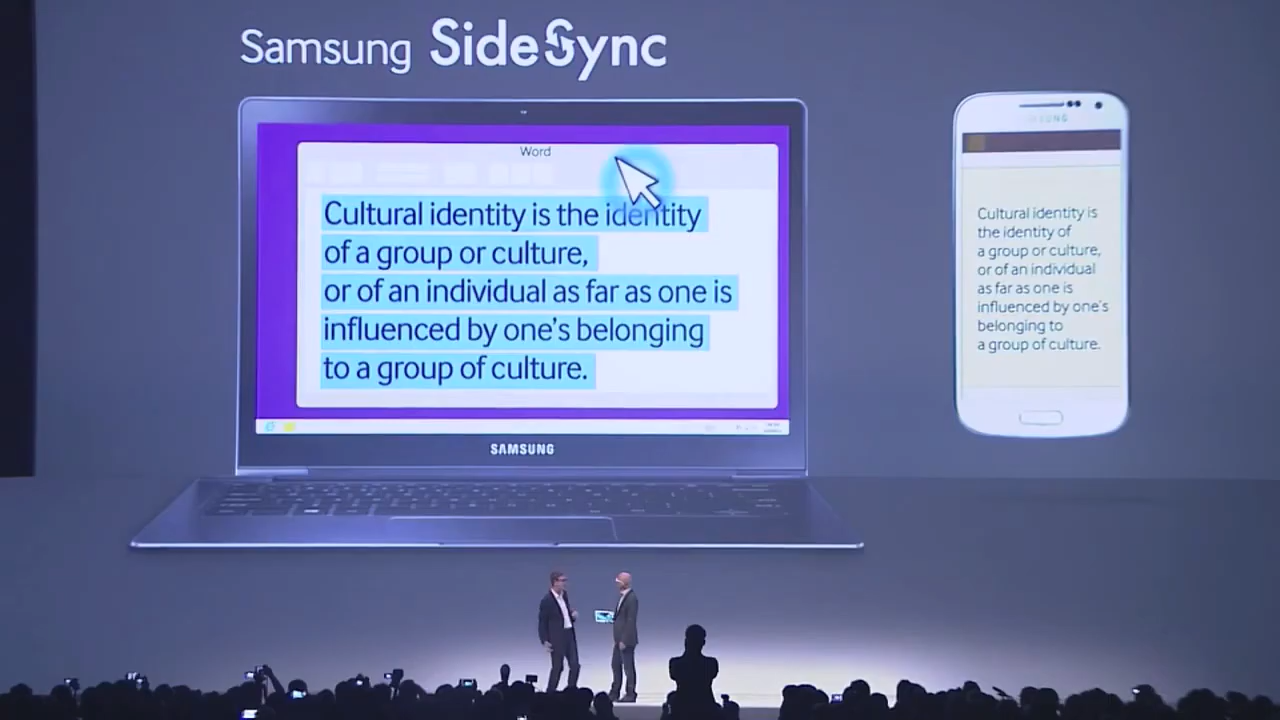 Samsung SideSync
Word
Cultural identity is the identity
of a group or culture,
or of an individual as far as one is
influenced by one's belonging
to a group of culture.
SAMSUNG
SAMSUNG
Cultural identity is
the identity of
a group or culture,
or of an individual
as far as one is
influenced by one's
belonging to
a group of culture.